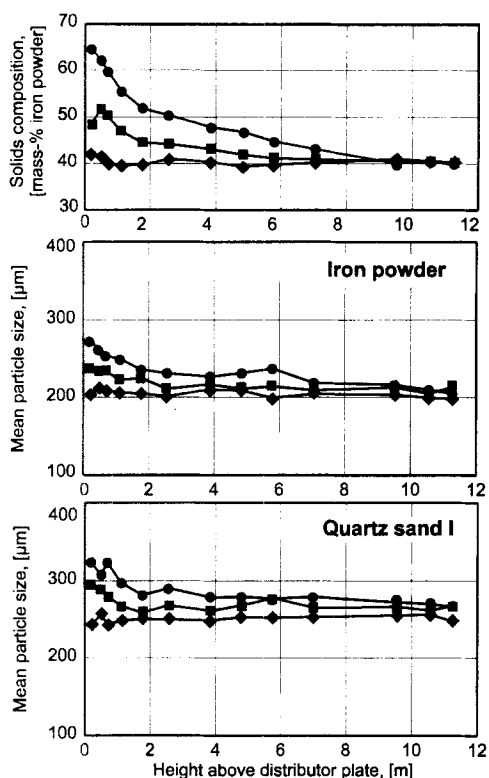 Solids composition,
[mass-% iron powder]
70
60
50
40
30
0 2 4 6 8 10 12
Iron powder
Mean particle size, [µm]
400
300
200
100
0 2 4 6 8 10 12
Quartz sand I
Mean particle size, [µm]
400
300
200
100
0 2 4 6 8 10 12
Height above distributor plate, [m]